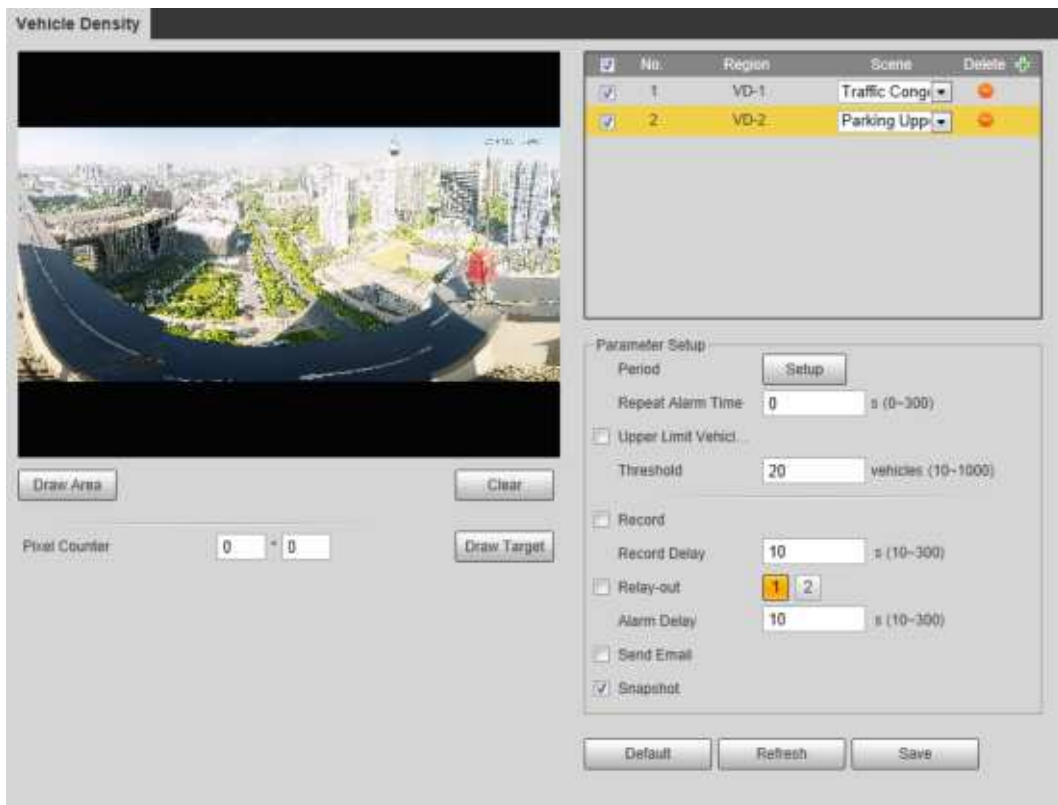 Vehicle Density
No. Region Scene Delete
1 VD-1 Traffic Cong
2 VD-2 Parking Upp
Draw Area Clear
Pixel Counter 0 * 0 Draw Target
Parameter Setup
Period Setup
Repeat Alarm Time 0 s (0~300)
Upper Limit Vehicl...
Threshold 20 vehicles (10~1000)
Record
Record Delay 10 s (10~300)
Relay-out 1 2
Alarm Delay 10 s (10~300)
Send Email
Snapshot
Default Refresh Save